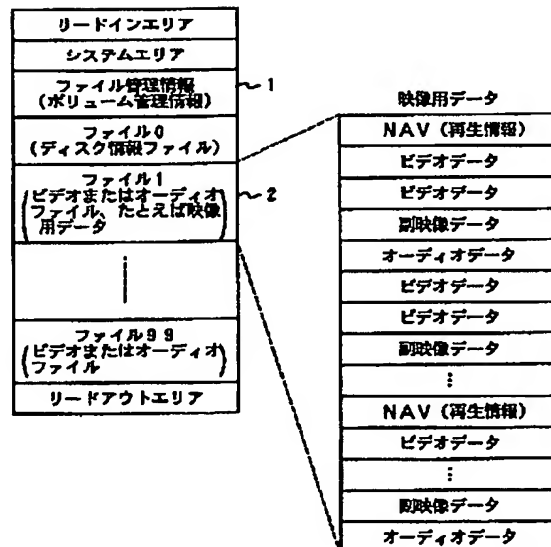 リードインエリア
システムエリア
ファイル管理情報
(ボリューム管理情報)
1
ファイル0
(ディスク情報ファイル)
ファイル1
(ビデオまたはオーディオ
ファイル、たとえば映像
用データ)
2
ファイル99
(ビデオまたはオーディオ
ファイル)
リードアウトエリア
映像用データ
NAV(再生情報)
ビデオデータ
ビデオデータ
副映像データ
オーディオデータ
ビデオデータ
ビデオデータ
副映像データ
⋮
NAV(再生情報)
ビデオデータ
⋮
副映像データ
オーディオデータ